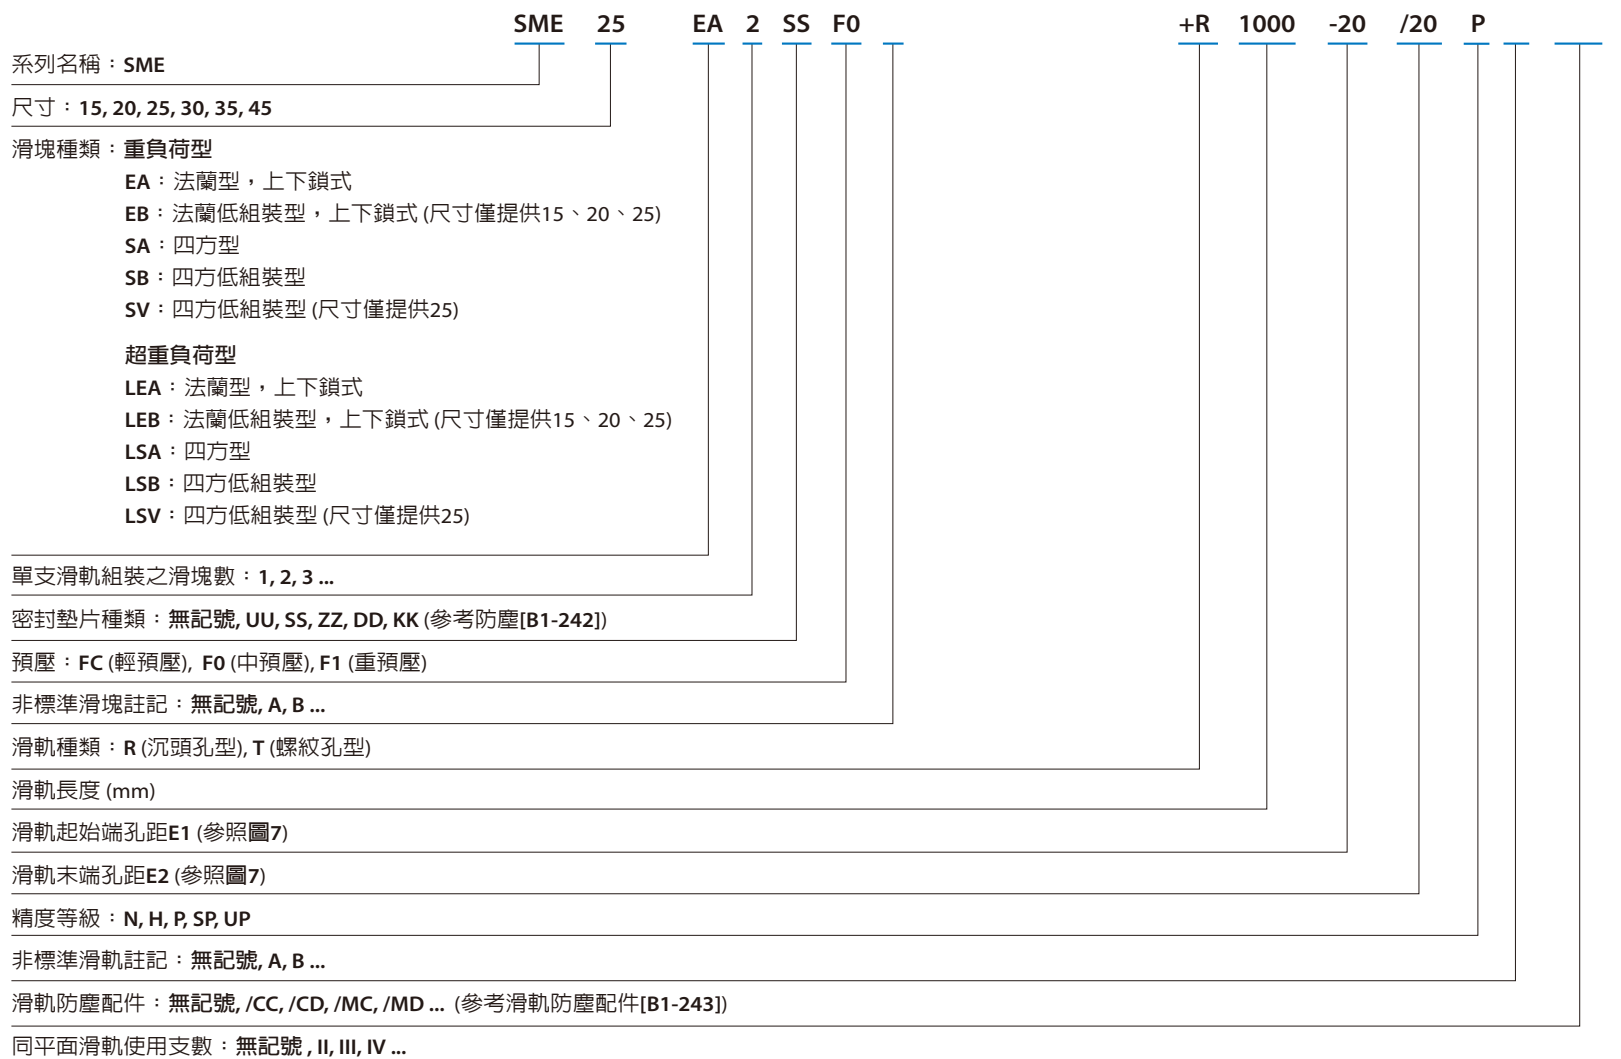 SME 25 EA 2 SS F0 +R 1000 -20 /20 P
系列名稱：SME
尺寸：15, 20, 25, 30, 35, 45
滑塊種類：重負荷型
EA：法蘭型，上下鎖式
EB：法蘭低組裝型，上下鎖式 (尺寸僅提供15、20、25)
SA：四方型
SB：四方低組裝型
SV：四方低組裝型 (尺寸僅提供25)
超重負荷型
LEA：法蘭型，上下鎖式
LEB：法蘭低組裝型，上下鎖式 (尺寸僅提供15、20、25)
LSA：四方型
LSB：四方低組裝型
LSV：四方低組裝型 (尺寸僅提供25)
單支滑軌組裝之滑塊數：1, 2, 3 ...
密封墊片種類：無記號, UU, SS, ZZ, DD, KK (參考防塵[B1-242])
預壓：FC (輕預壓), F0 (中預壓), F1 (重預壓)
非標準滑塊註記：無記號, A, B ...
滑軌種類：R (沉頭孔型), T (螺紋孔型)
滑軌長度 (mm)
滑軌起始端孔距E1 (參照圖7)
滑軌末端孔距E2 (參照圖7)
精度等級：N, H, P, SP, UP
非標準滑軌註記：無記號, A, B ...
滑軌防塵配件：無記號, /CC, /CD, /MC, /MD ... (參考滑軌防塵配件[B1-243])
同平面滑軌使用支數：無記號 , II, III, IV ...